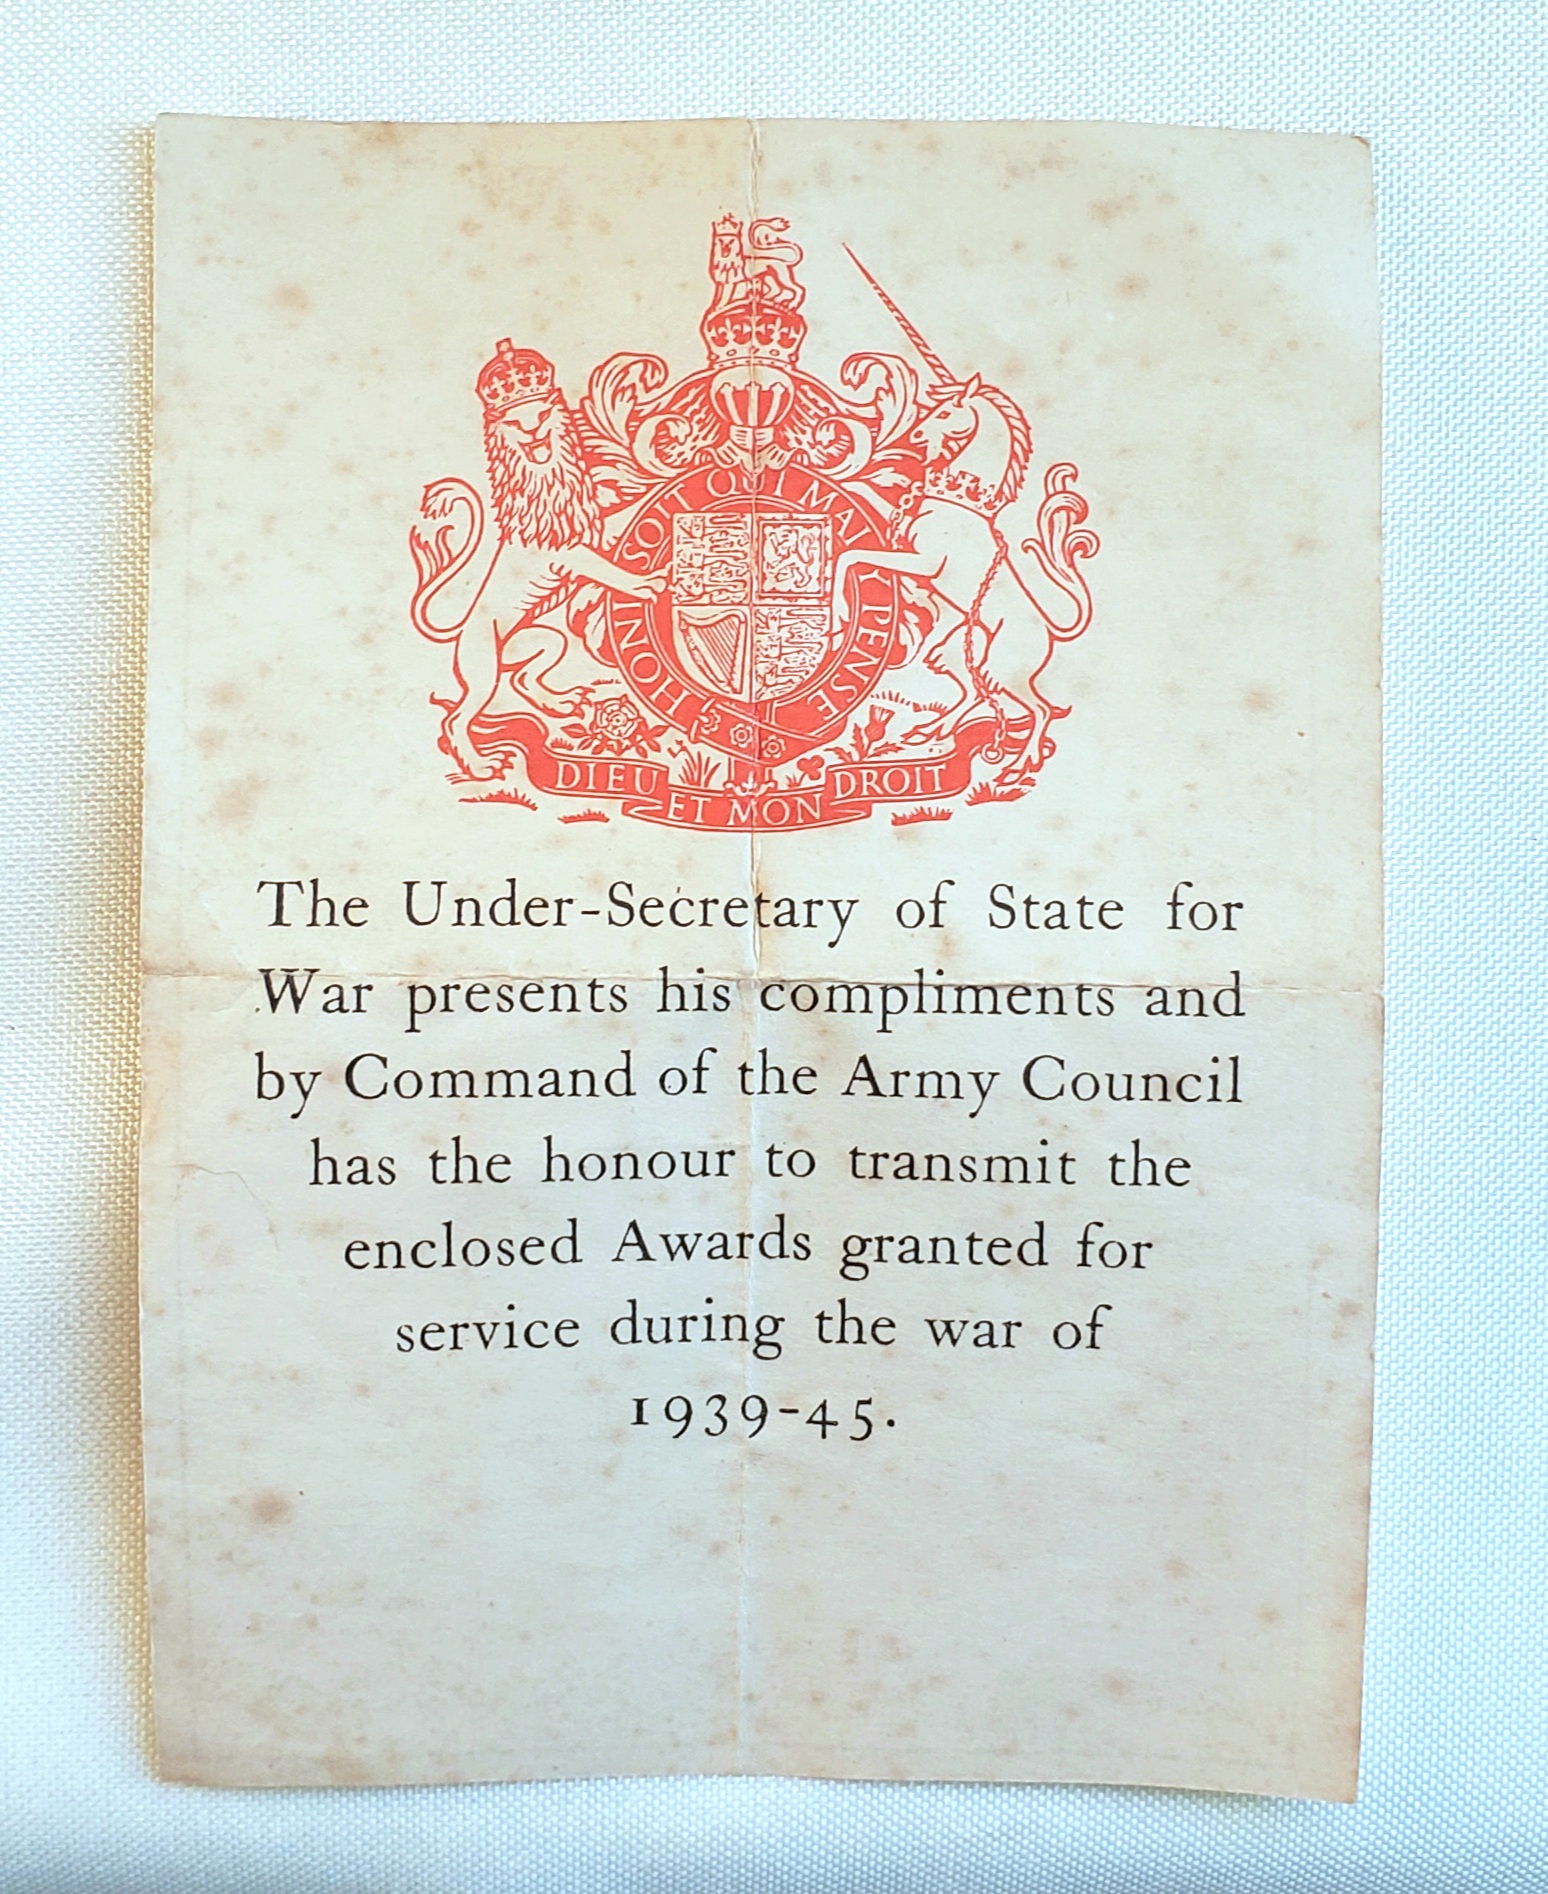 HONI SOIT QUI MAL Y PENSE
DIEU ET MON DROIT
The Under-Secretary of State for
War presents his compliments and
by Command of the Army Council
has the honour to transmit the
enclosed Awards granted for
service during the war of
1939-45.